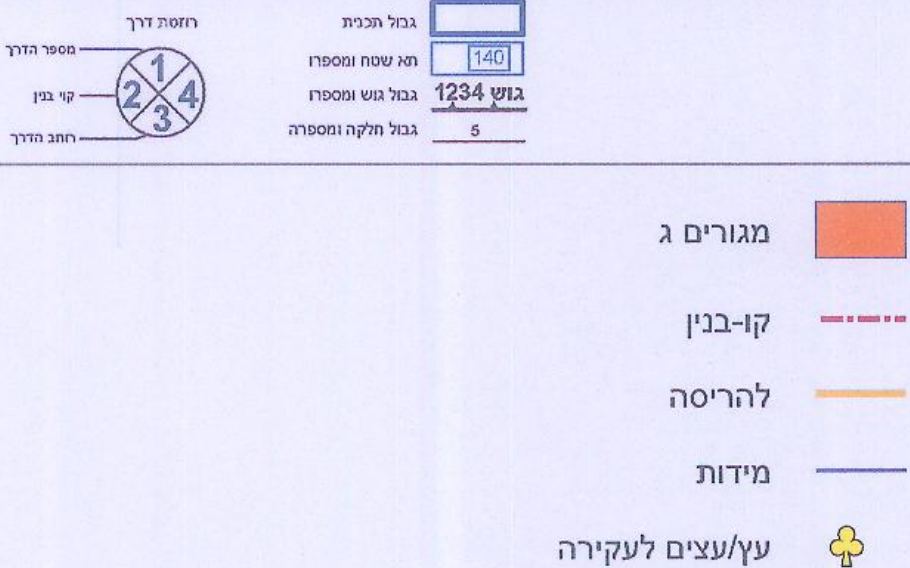 גבול תכנית
תא שטח ומספרו
140
גבול גוש ומספרו
גוש 1234
גבול חלקה ומספרה
5
רוזטת דרך
מספר הדרך
קוי בנין
רוחב הדרך
1
2
4
3
מגורים ג
קו-בנין
להריסה
מידות
עץ/עצים לעקירה